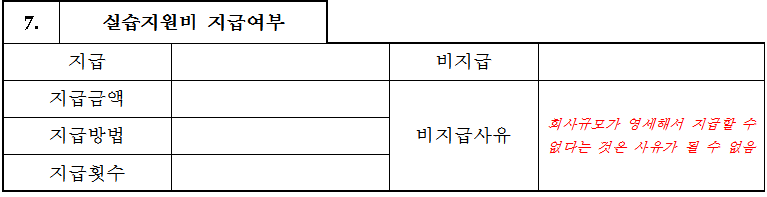 7. 실습지원비 지급여부
지급 비지급
지급금액
지급방법 비지급사유
회사규모가 영세해서 지급할 수
없다는 것은 사유가 될 수 없음
지급횟수